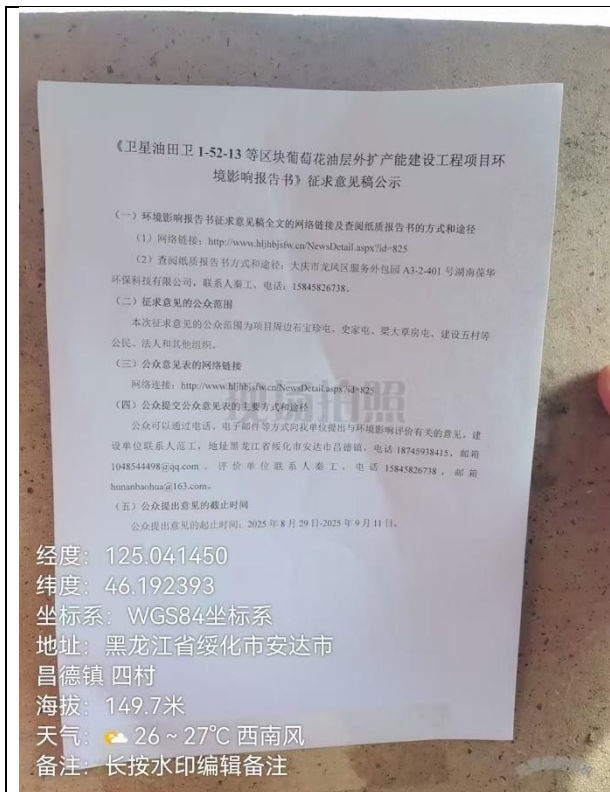 《卫星油田卫 1-52-13 等区块葡萄花油层外扩产能建设工程项目环
境影响报告书》征求意见稿公示
（一）环境影响报告书征求意见稿全文的网络链接及查阅纸质报告书的方式和途径
（1）网络链接：http://www.hljhbjsfw.cn/NewsDetail.aspx?id=825
（2）查阅纸质报告书方式和途径：大庆市龙凤区服务外包园 A3-2-401 号湖南葆华
环保科技有限公司，联系人秦工，电话：15845826738。
（二）征求意见的公众范围
本次征求意见的公众范围为项目周边石宝珍屯、史家屯、梁大草房屯、建设五村等
公民、法人和其他组织。
（三）公众意见表的网络链接
网络连接：http://www.hljhbjsfw.cn/NewsDetail.aspx?id=825
现场拍照
（四）公众提交公众意见表的主要方式和途径
公众可以通过电话、电子邮件等方式向我单位提出与环境影响评价有关的意见。建
设单位联系人范工，地址黑龙江省绥化市安达市昌德镇，电话 18745938415，邮箱
1048544498@qq.com，评价单位联系人秦工，电话 15845826738，邮箱
hunanbaohua@163.com。
（五）公众提出意见的截止时间
公众提出意见的起止时间：2025 年 8 月 29 日-2025 年 9 月 11 日。
经度：125.041450
纬度：46.192393
坐标系：WGS84坐标系
地址：黑龙江省绥化市安达市
昌德镇 四村
海拔：149.7米
天气：26 ~ 27℃ 西南风
备注：长按水印编辑备注